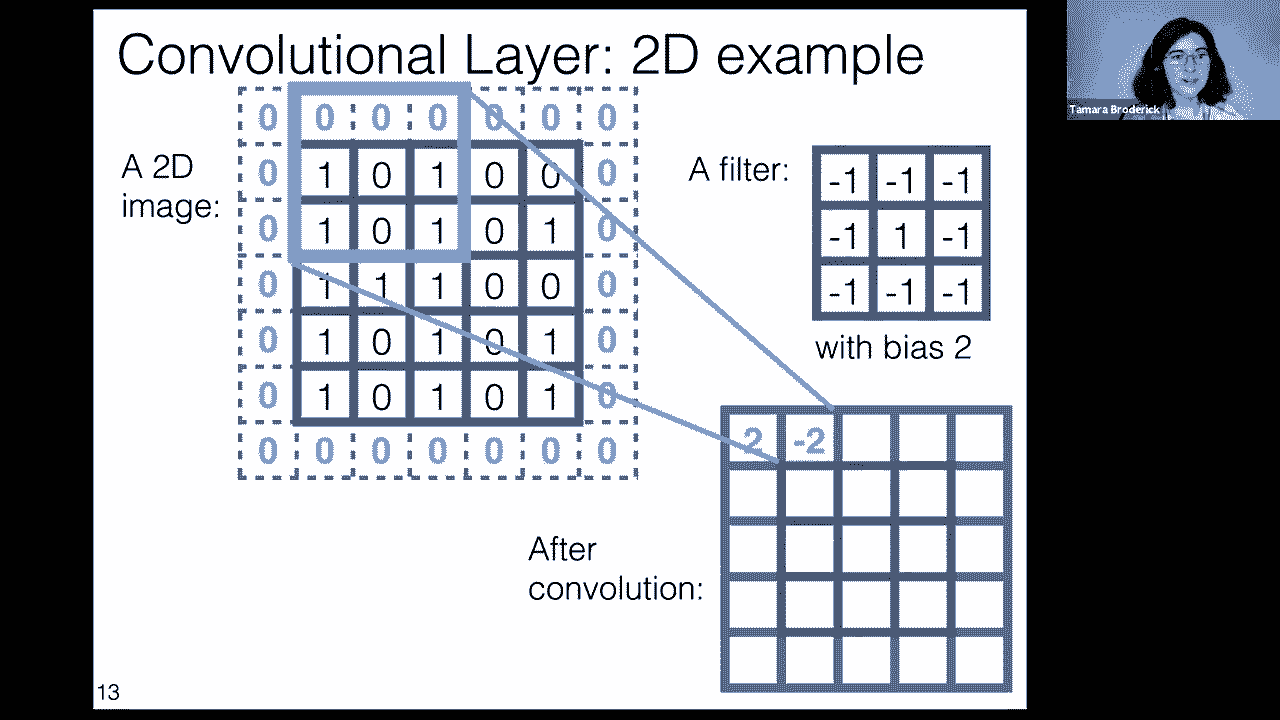 Convolutional Layer: 2D example
Tamara Broderick
A 2D
image:
0 0 0 0 0 0 0
0 1 0 1 0 0 0
0 1 0 1 0 1 0
0 1 1 1 0 0 0
0 1 0 1 0 1 0
0 1 0 1 0 1 0
0 0 0 0 0 0 0
A filter:
-1 -1 -1
-1 1 -1
-1 -1 -1
with bias 2
After
convolution:
2 -2
13